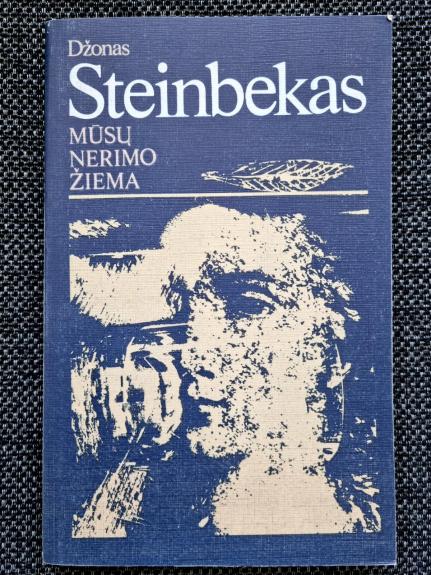 Džonas
Steinbekas
MŪSŲ
NERIMO
ŽIEMA